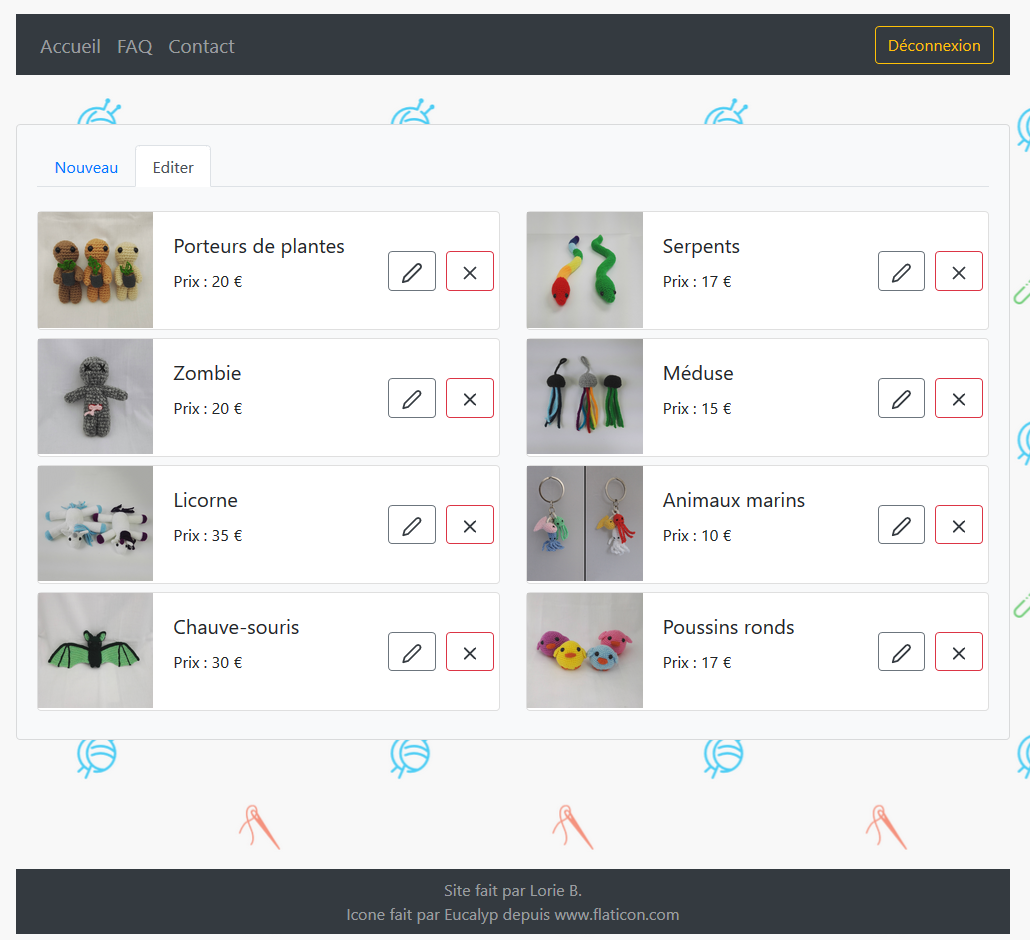 Accueil FAQ Contact Déconnexion
Nouveau Editer
Porteurs de plantes
Prix : 20 €
Serpents
Prix : 17 €
Zombie
Prix : 20 €
Méduse
Prix : 15 €
Licorne
Prix : 35 €
Animaux marins
Prix : 10 €
Chauve-souris
Prix : 30 €
Poussins ronds
Prix : 17 €
Site fait par Lorie B.
Icone fait par Eucalyp depuis www.flaticon.com